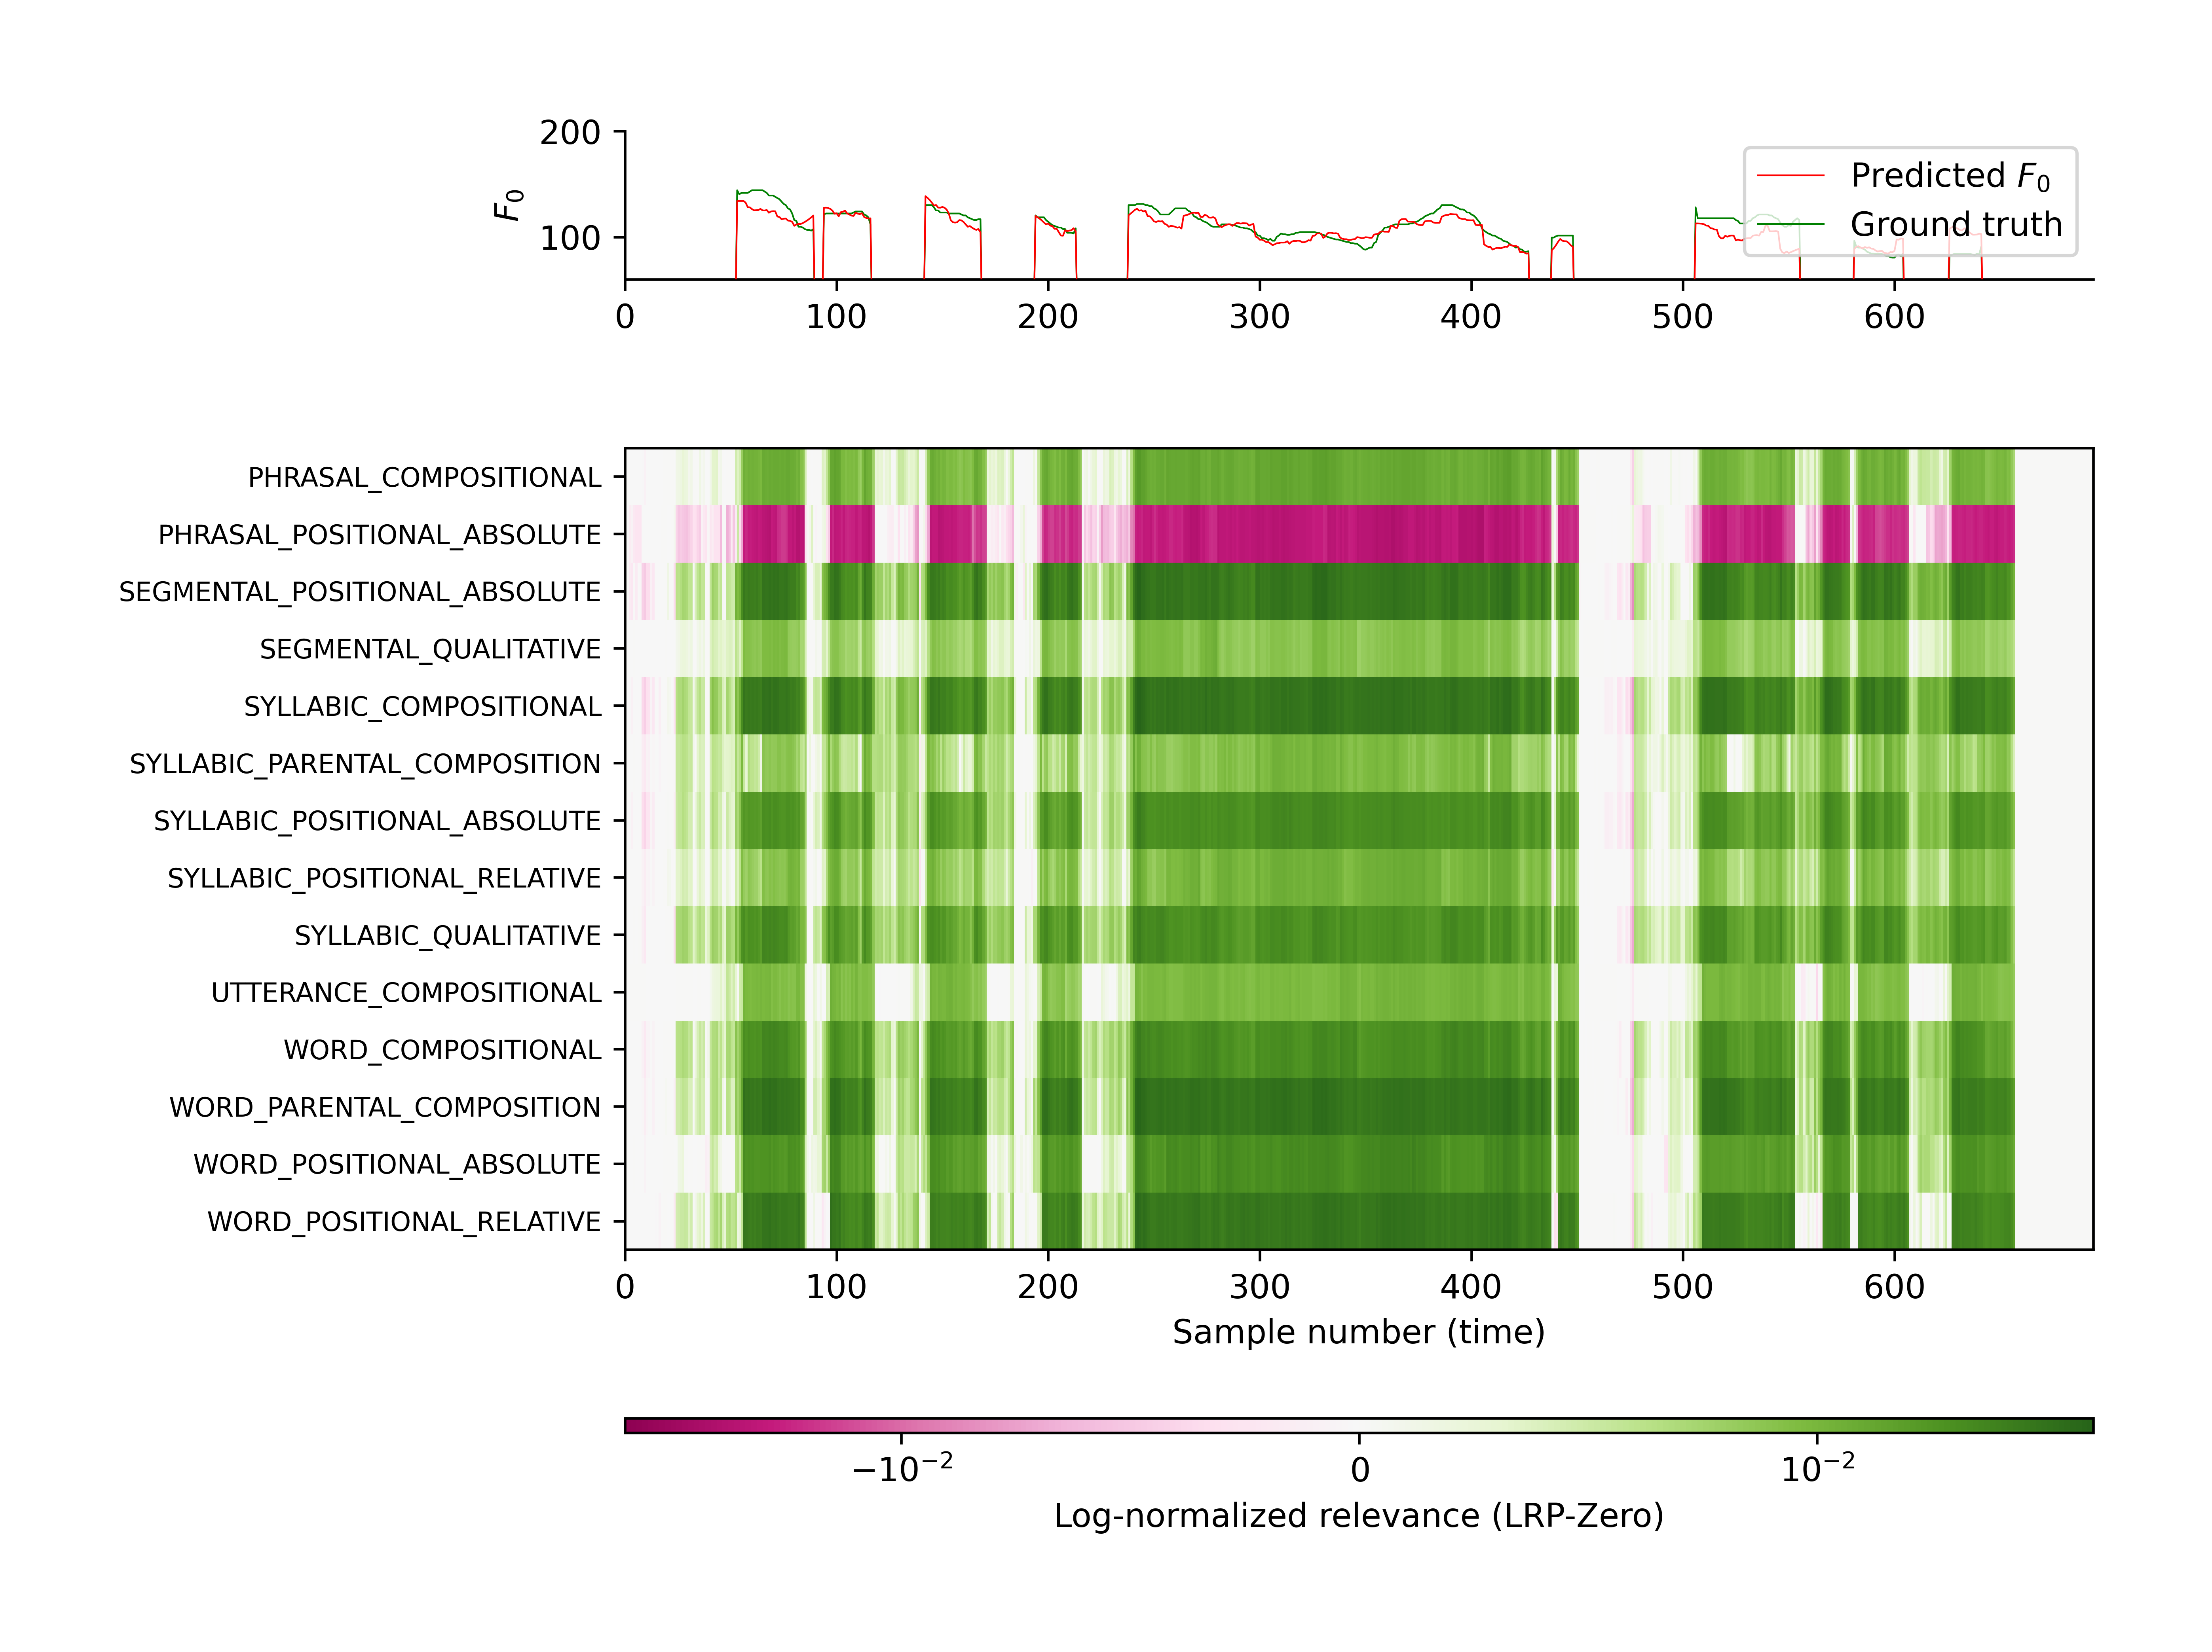 200
100
F₀
Predicted F₀
Ground truth
0 100 200 300 400 500 600
PHRASAL_COMPOSITIONAL
PHRASAL_POSITIONAL_ABSOLUTE
SEGMENTAL_POSITIONAL_ABSOLUTE
SEGMENTAL_QUALITATIVE
SYLLABIC_COMPOSITIONAL
SYLLABIC_PARENTAL_COMPOSITION
SYLLABIC_POSITIONAL_ABSOLUTE
SYLLABIC_POSITIONAL_RELATIVE
SYLLABIC_QUALITATIVE
UTTERANCE_COMPOSITIONAL
WORD_COMPOSITIONAL
WORD_PARENTAL_COMPOSITION
WORD_POSITIONAL_ABSOLUTE
WORD_POSITIONAL_RELATIVE
0 100 200 300 400 500 600
Sample number (time)
−10⁻² 0 10⁻²
Log-normalized relevance (LRP-Zero)